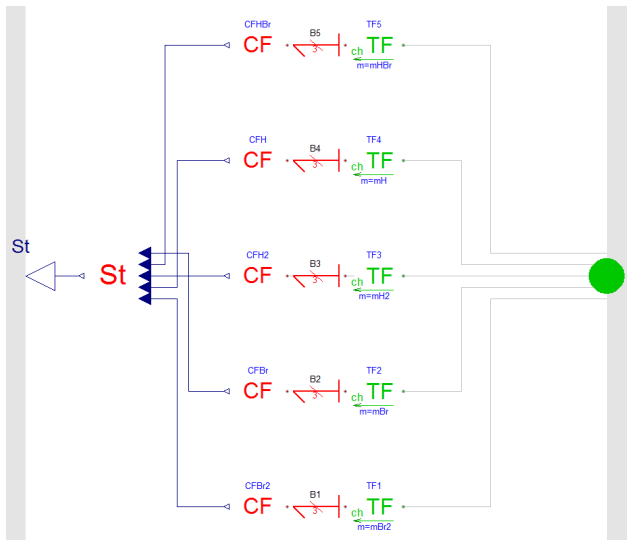 CFHBr
B5
TF5
CF
3
ch
TF
m=mHBr
CFH
B4
TF4
CF
3
ch
TF
m=mH
St
St
CFH2
B3
TF3
CF
3
ch
TF
m=mH2
CFBr
B2
TF2
CF
3
ch
TF
m=mBr
CFBr2
B1
TF1
CF
3
ch
TF
m=mBr2